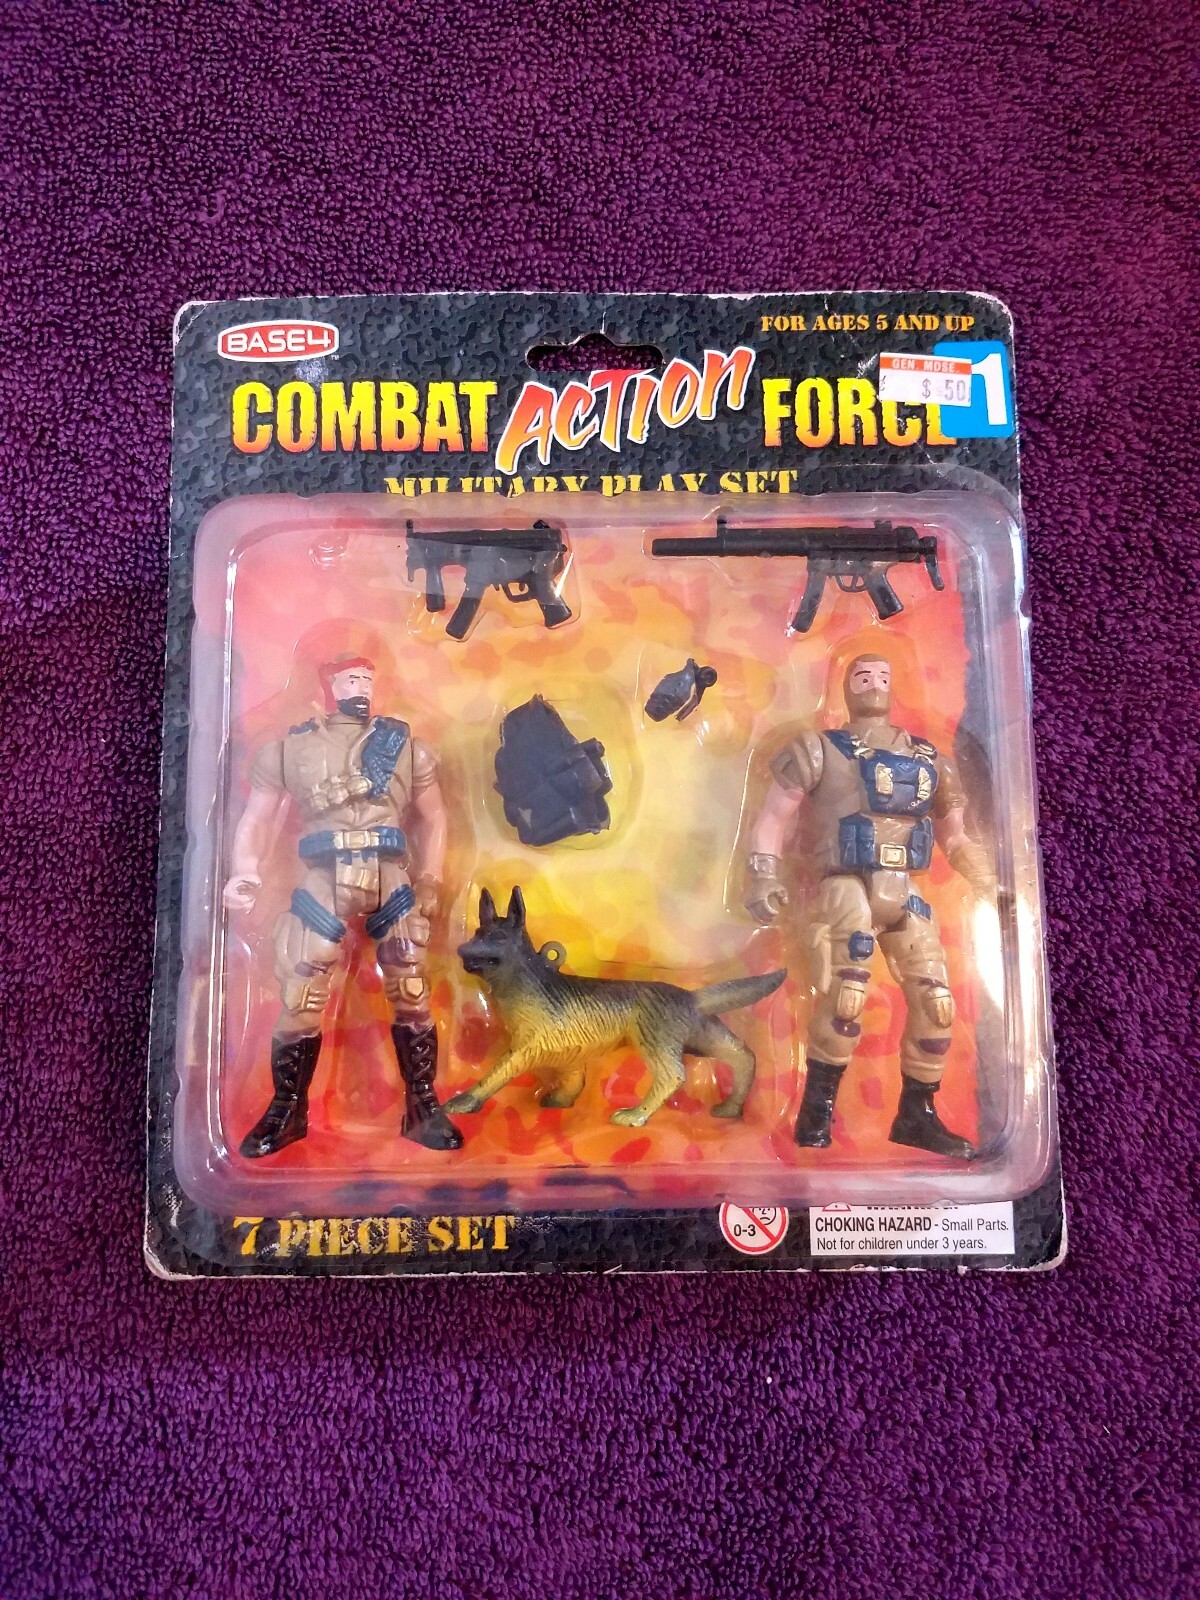 FOR AGES 5 AND UP
BASE4
TM
GEN. MDSE.
$ .50
1
COMBAT ACTION FORCE
MILITARY PLAY SET
7 PIECE SET
0-3
CHOKING HAZARD - Small Parts.
Not for children under 3 years.